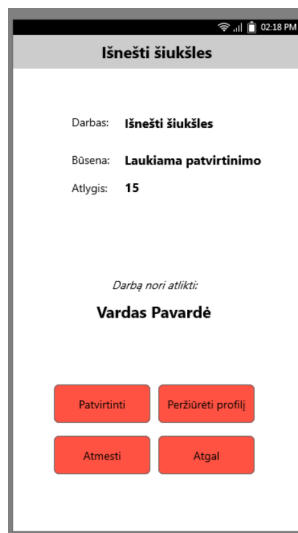 02:18 PM
Išnešti šiukšles
Darbas: Išnešti šiukšles
Būsena: Laukiama patvirtinimo
Atlygis: 15
Darbą nori atlikti:
Vardas Pavardė
Patvirtinti Peržiūrėti profilį
Atmesti Atgal